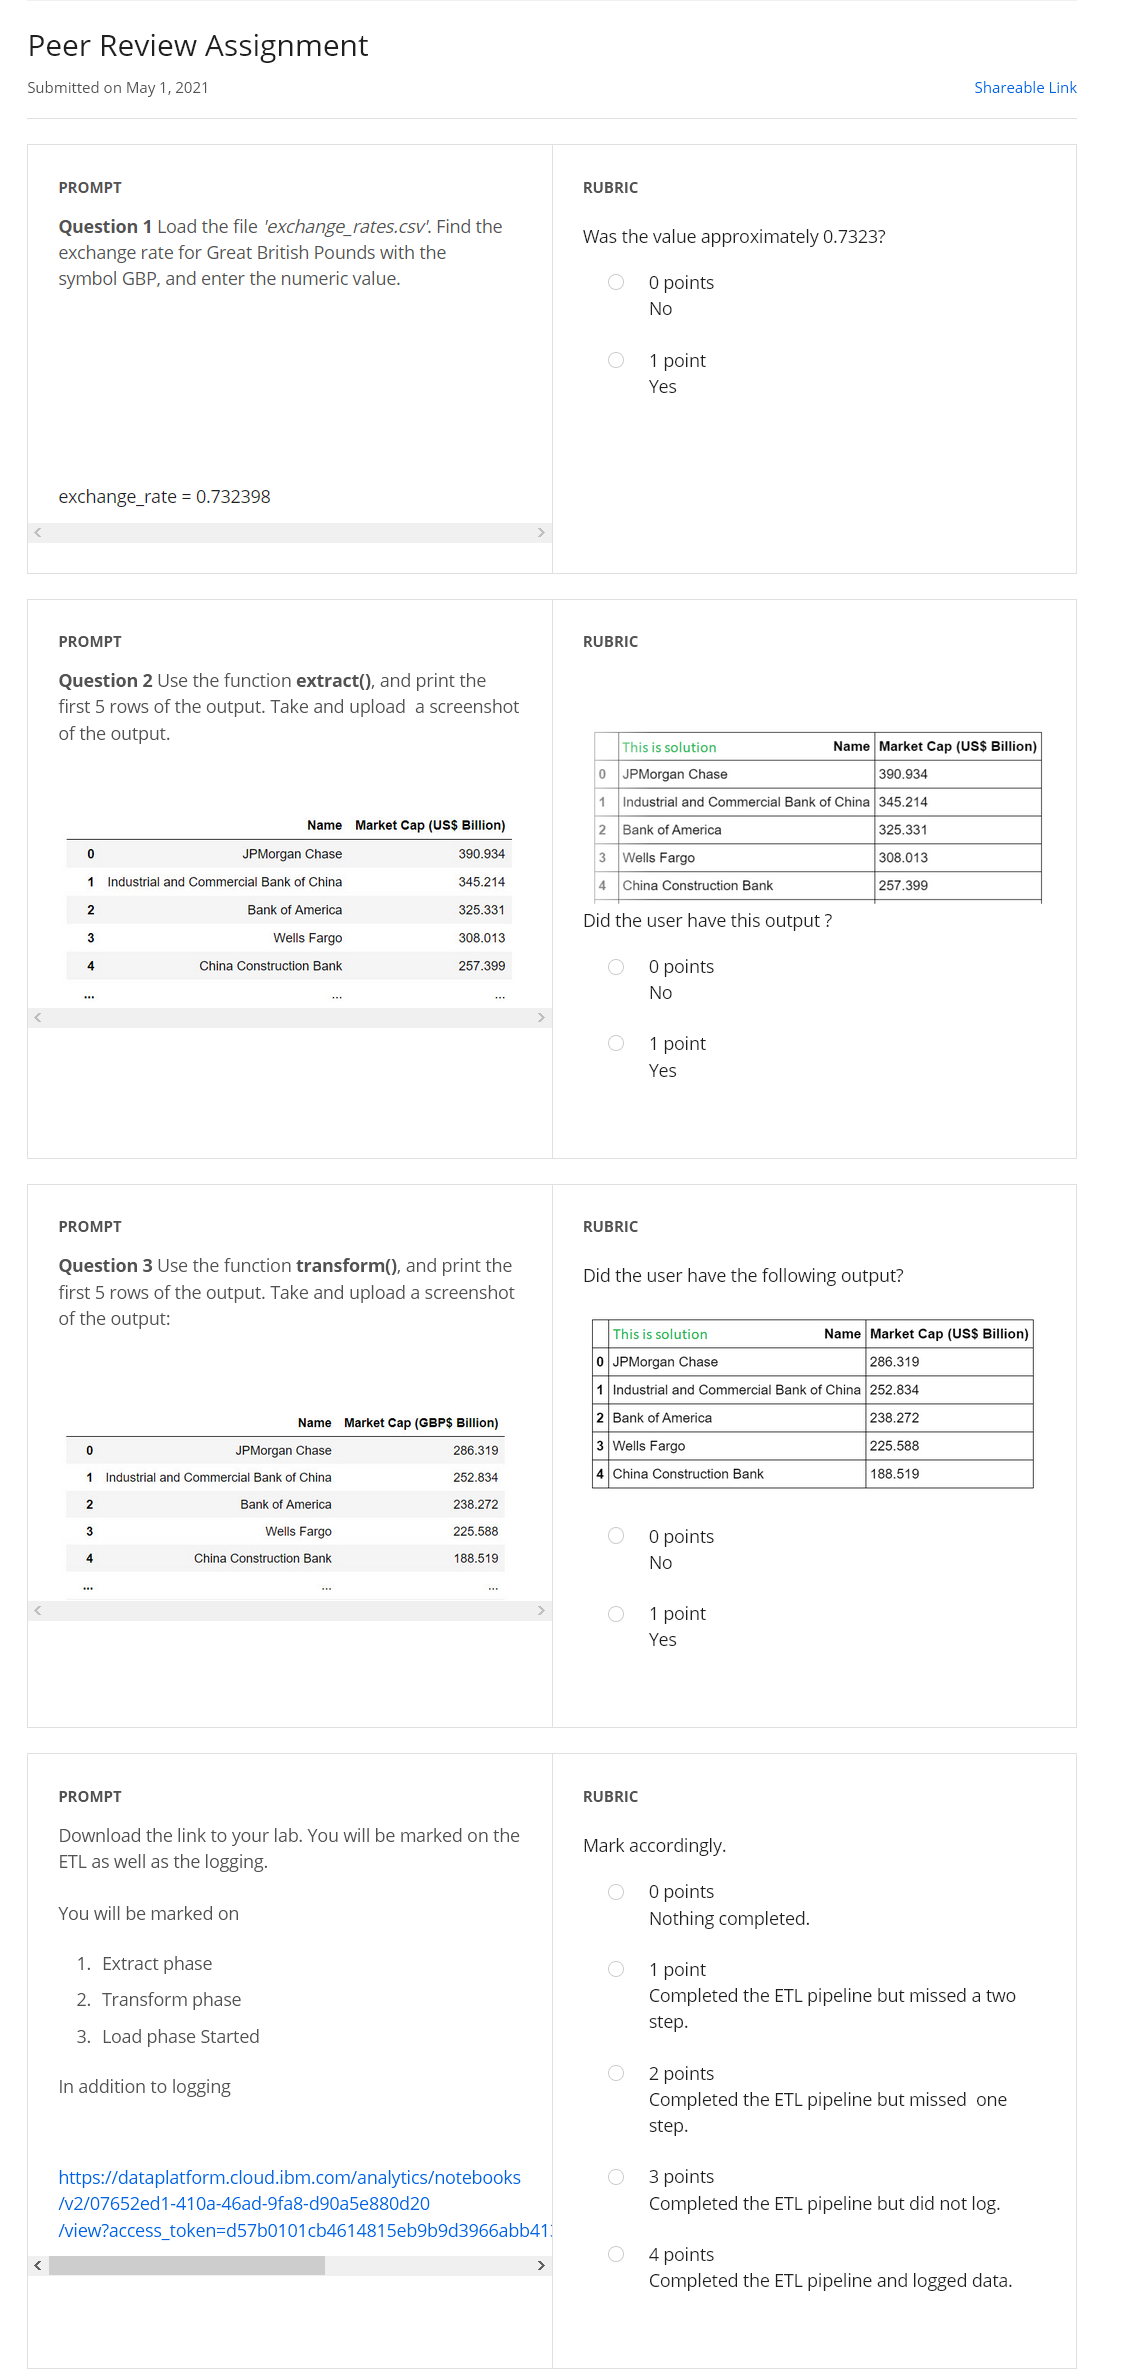 Peer Review Assignment
Submitted on May 1, 2021
Shareable Link
PROMPT
Question 1 Load the file 'exchange_rates.csv'. Find the
exchange rate for Great British Pounds with the
symbol GBP, and enter the numeric value.
exchange_rate = 0.732398
RUBRIC
Was the value approximately 0.7323?
0 points
No
1 point
Yes
PROMPT
Question 2 Use the function extract(), and print the
first 5 rows of the output. Take and upload a screenshot
of the output.
Name Market Cap (US$ Billion)
0 JPMorgan Chase 390.934
1 Industrial and Commercial Bank of China 345.214
2 Bank of America 325.331
3 Wells Fargo 308.013
4 China Construction Bank 257.399
... ... ...
RUBRIC
This is solution Name Market Cap (US$ Billion)
0 JPMorgan Chase 390.934
1 Industrial and Commercial Bank of China 345.214
2 Bank of America 325.331
3 Wells Fargo 308.013
4 China Construction Bank 257.399
Did the user have this output ?
0 points
No
1 point
Yes
PROMPT
Question 3 Use the function transform(), and print the
first 5 rows of the output. Take and upload a screenshot
of the output:
Name Market Cap (GBP$ Billion)
0 JPMorgan Chase 286.319
1 Industrial and Commercial Bank of China 252.834
2 Bank of America 238.272
3 Wells Fargo 225.588
4 China Construction Bank 188.519
... ... ...
RUBRIC
Did the user have the following output?
This is solution Name Market Cap (US$ Billion)
0 JPMorgan Chase 286.319
1 Industrial and Commercial Bank of China 252.834
2 Bank of America 238.272
3 Wells Fargo 225.588
4 China Construction Bank 188.519
0 points
No
1 point
Yes
PROMPT
Download the link to your lab. You will be marked on the
ETL as well as the logging.
You will be marked on
1. Extract phase
2. Transform phase
3. Load phase Started
In addition to logging
https://dataplatform.cloud.ibm.com/analytics/notebooks
/v2/07652ed1-410a-46ad-9fa8-d90a5e880d20
/view?access_token=d57b0101cb4614815eb9b9d3966abb41
RUBRIC
Mark accordingly.
0 points
Nothing completed.
1 point
Completed the ETL pipeline but missed a two
step.
2 points
Completed the ETL pipeline but missed one
step.
3 points
Completed the ETL pipeline but did not log.
4 points
Completed the ETL pipeline and logged data.